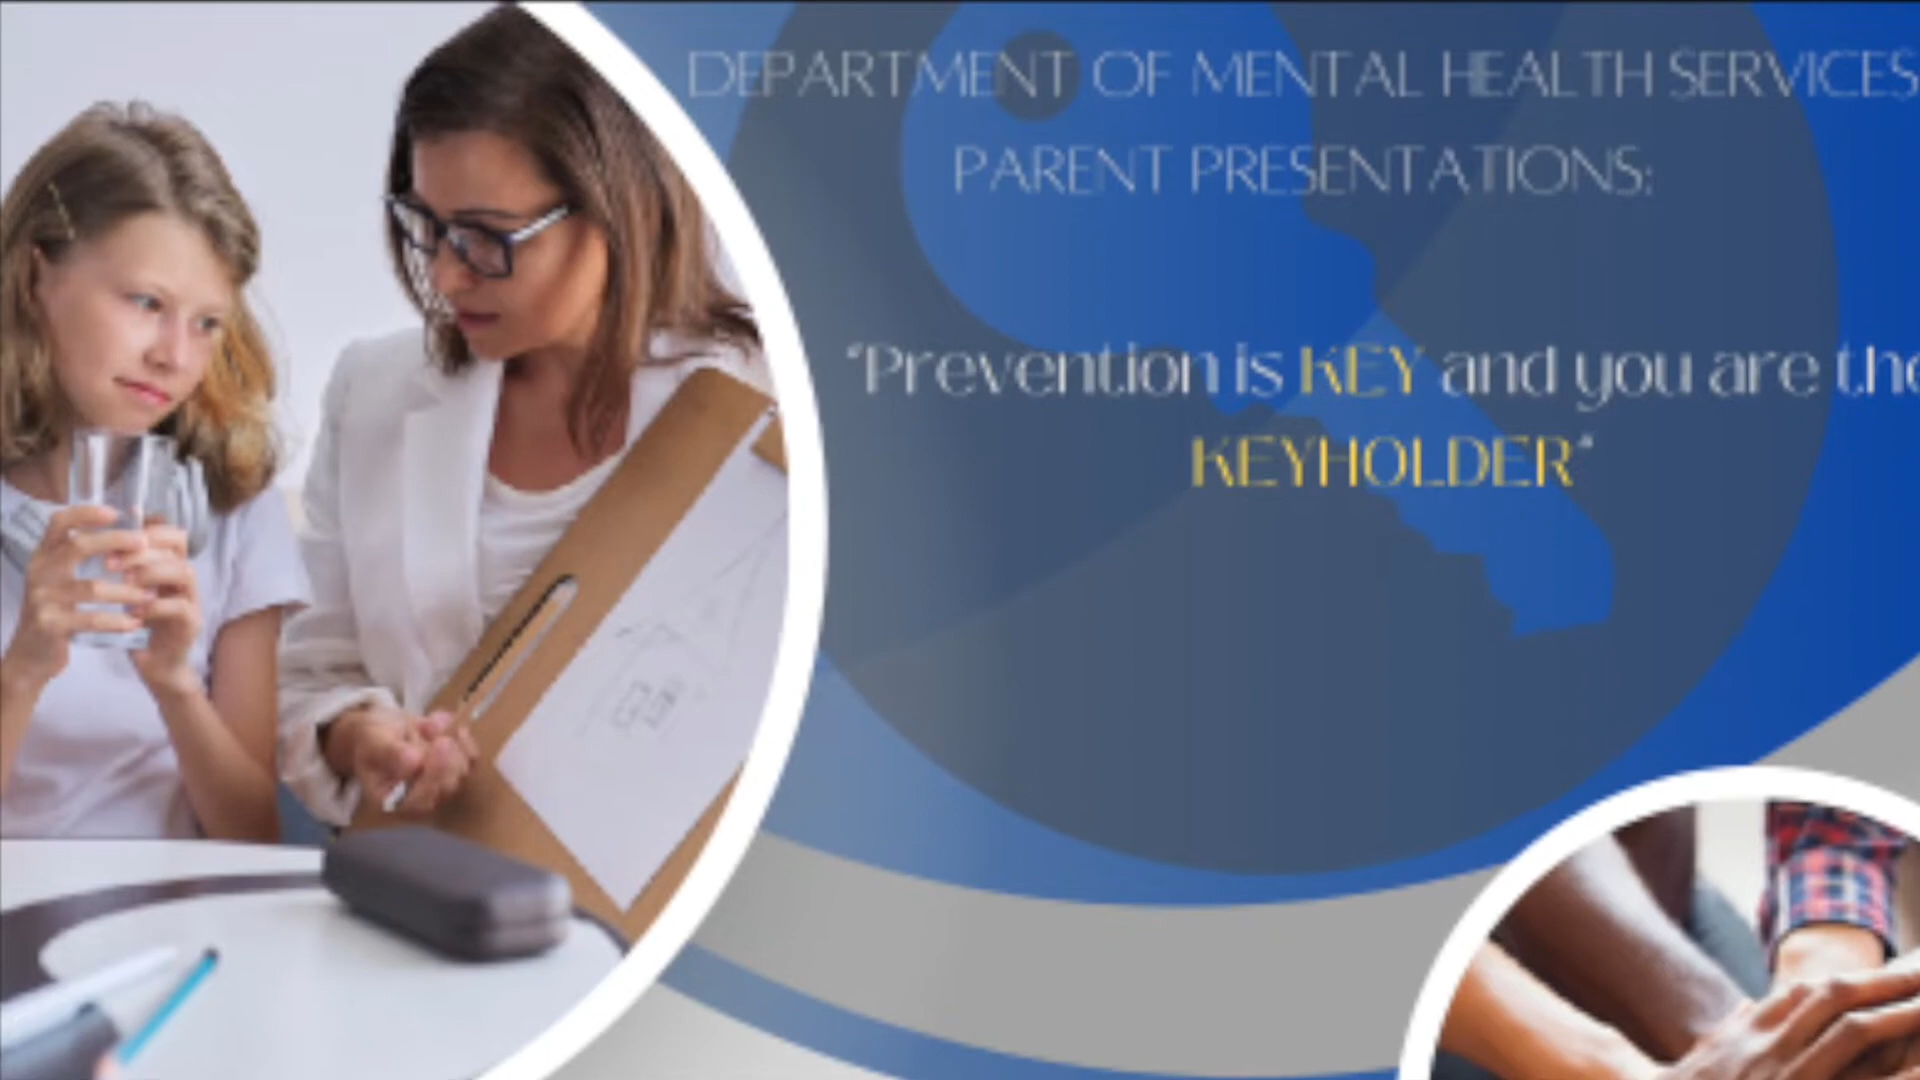 DEPARTMENT OF MENTAL HEALTH SERVICES
PARENT PRESENTATIONS:
"Prevention is KEY and you are the
KEYHOLDER"